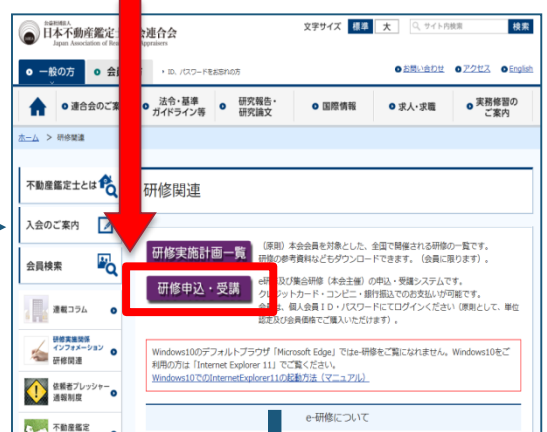 公益社団法人
日本不動産鑑定士 会連合会
Japan Association of Real Appraisers
文字サイズ 標準 大 サイト内検索 検索
一般の方 会 ID、パスワードをお忘れの方 お問い合わせ アクセス English
連合会のご案 法令・基準 ガイドライン等 研究報告・ 研究論文 国際情報 求人・求職 実務修習の ご案内
ホーム > 研修関連
不動産鑑定士とは
入会のご案内
会員検索
連載コラム
研修実施関係
インフォメーション
研修関連
依頼者プレッシャー
通報制度
不動産鑑定
研修関連
研修実施計画一覧
（原則）本会会員を対象とした、全国で開催される研修の一覧です。
研修の参考資料などもダウンロードできます。（会員に限ります）。
研修申込・受講
e研 及び集合研修（本会主催）の申込・受講システムです。
クレジットカード・コンビニ・銀行振込でのお支払いが可能です。
は、個人会員ＩＤ・パスワードにてログインください（原則として、単位
認定及び会員価格でご購入いただけます）。
Windows10のデフォルトブラウザ「Microsoft Edge」ではe-研修をご覧になれません。Windows10をご
利用の方は「Internet Explorer 11」でご覧ください。
Windows10でのInternetExplorer11の起動方法（マニュアル）
e-研修について